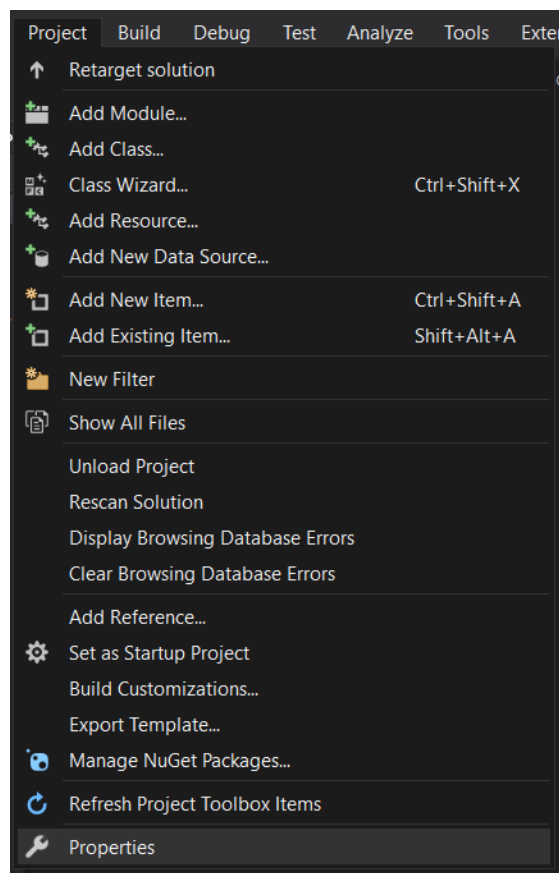 Project Build Debug Test Analyze Tools Exte
Retarget solution
Add Module...
Add Class...
Class Wizard... Ctrl+Shift+X
Add Resource...
Add New Data Source...
Add New Item... Ctrl+Shift+A
Add Existing Item... Shift+Alt+A
New Filter
Show All Files
Unload Project
Rescan Solution
Display Browsing Database Errors
Clear Browsing Database Errors
Add Reference...
Set as Startup Project
Build Customizations...
Export Template...
Manage NuGet Packages...
Refresh Project Toolbox Items
Properties